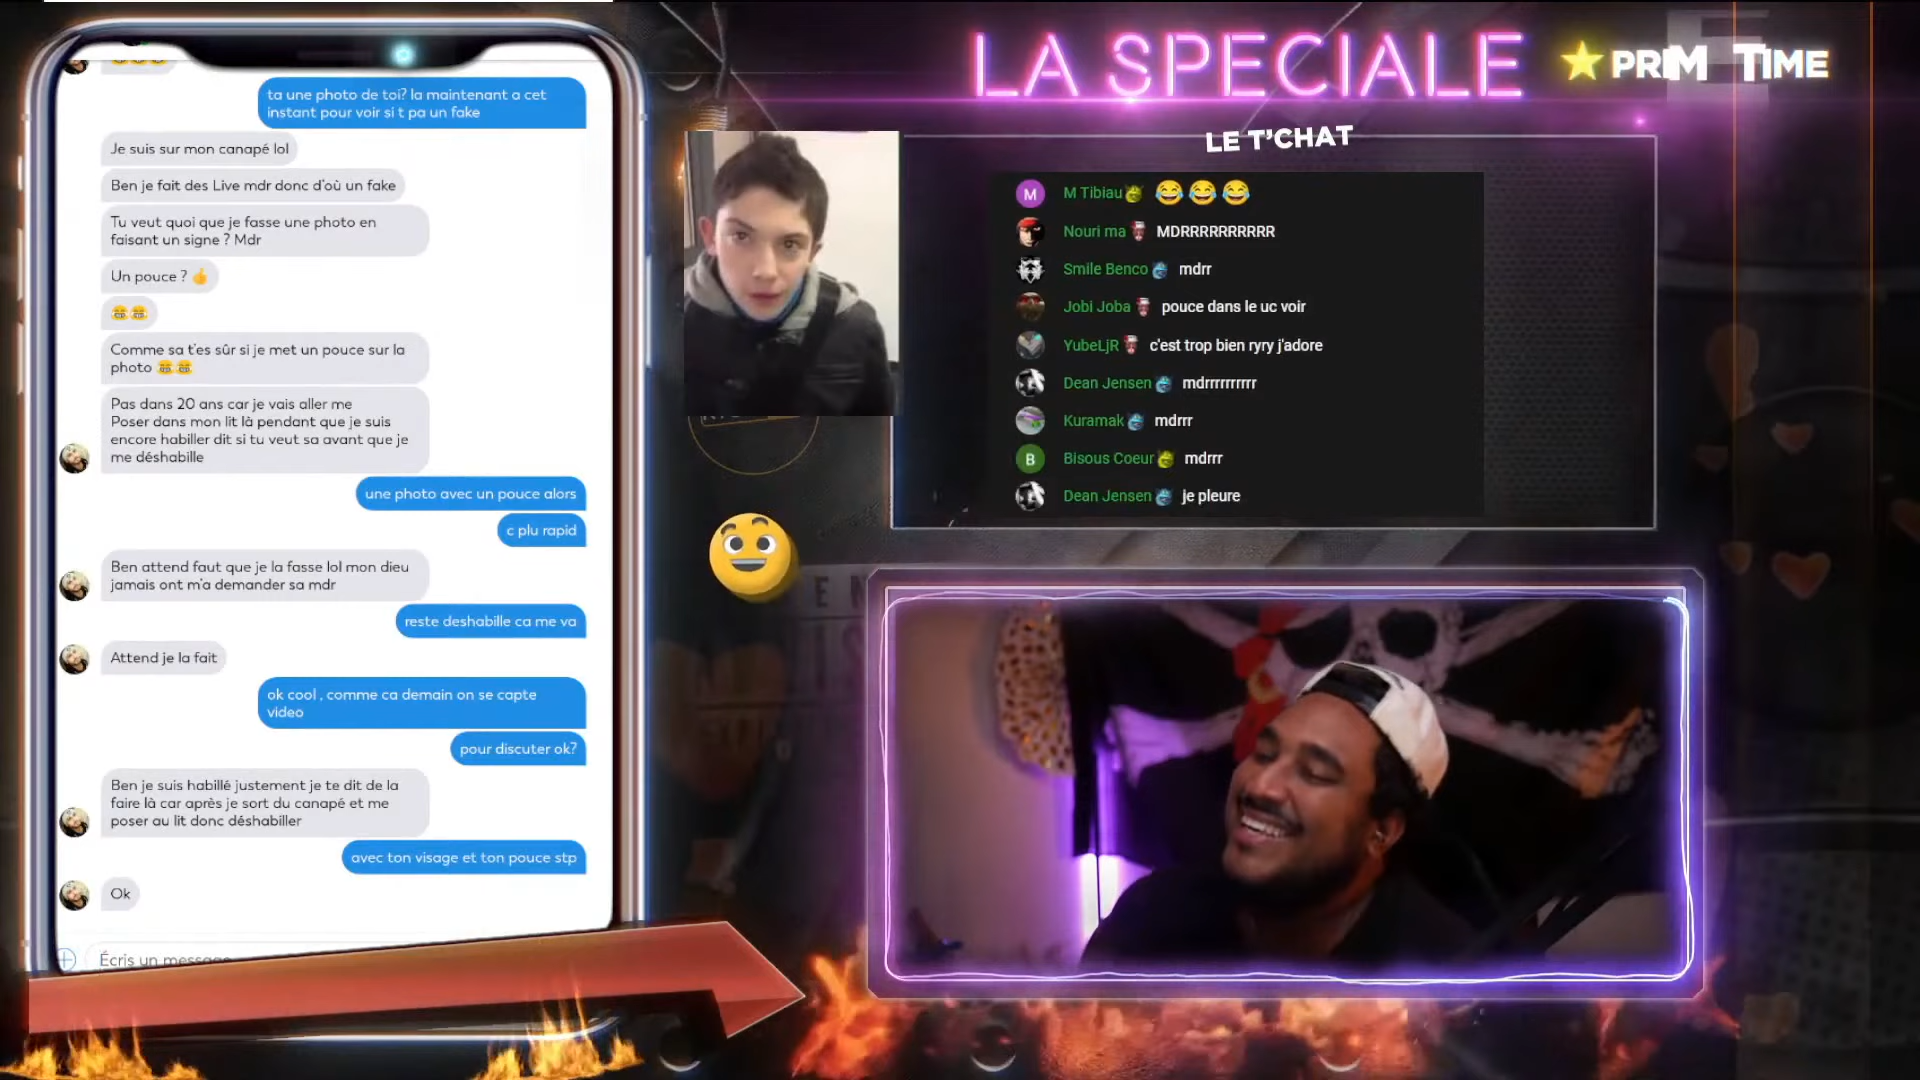 LA SPECIALE
PRIM TIME
LE T'CHAT
ta une photo de toi? la maintenant a cet
instant pour voir si t pa un fake
Je suis sur mon canapé lol
Ben je fait des Live mdr donc d'où un fake
Tu veut quoi que je fasse une photo en
faisant un signe ? Mdr
Un pouce ? 👍
😂😂
Comme sa t'es sûr si je met un pouce sur la
photo 😂😂
Pas dans 20 ans car je vais aller me
Poser dans mon lit là pendant que je suis
encore habiller dit si tu veut sa avant que je
me déshabille
une photo avec un pouce alors
c plu rapid
Ben attend faut que je la fasse lol mon dieu
jamais ont m'a demander sa mdr
reste deshabille ca me va
Attend je la fait
ok cool , comme ca demain on se capte
video
pour discuter ok?
Ben je suis habillé justement je te dit de la
faire là car après je sort du canapé et me
poser au lit donc déshabiller
avec ton visage et ton pouce stp
Ok
Écris un message
M M Tibiau 😂😂😂
Nouri ma MDRRRRRRRRRR
Smile Benco mdrr
Jobi Joba pouce dans le uc voir
YubeLjR c'est trop bien ryry j'adore
Dean Jensen mdrrrrrrrrr
Kuramak mdrrr
B Bisous Coeur mdrrr
Dean Jensen je pleure